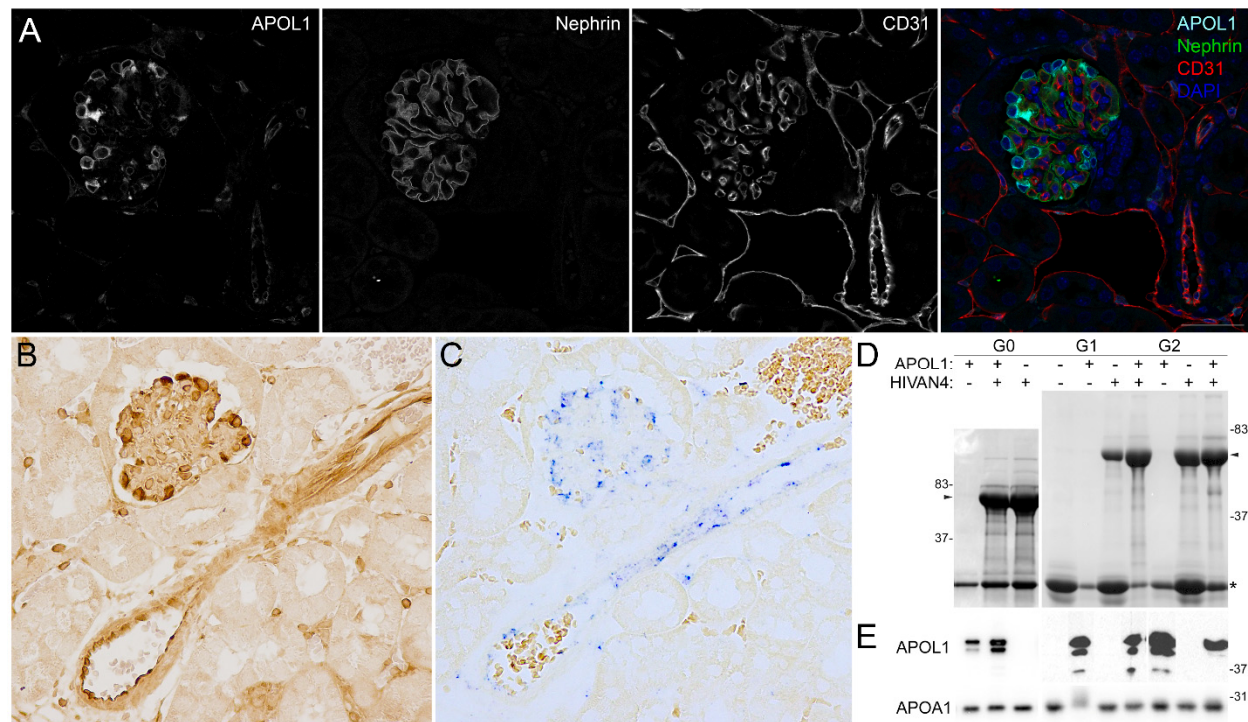 A
APOL1
Nephrin
CD31
APOL1
Nephrin
CD31
DAPI
B
C
D
G0 G1 G2
APOL1: + + - - + - + + - +
HIVAN4: - + + - - + + - + +
83-
37-
-83
-37
*
E
APOL1
APOA1
-37
-31